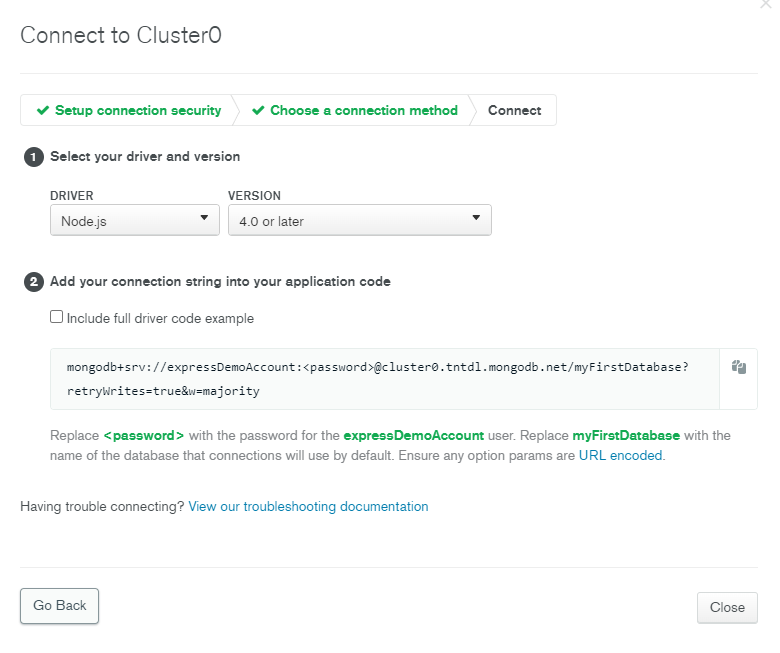 Connect to Cluster0
Setup connection security
Choose a connection method
Connect
1 Select your driver and version
DRIVER
VERSION
Node.js
4.0 or later
2 Add your connection string into your application code
Include full driver code example
mongodb+srv://expressDemoAccount:<password>@cluster0.tntdl.mongodb.net/myFirstDatabase?
retryWrites=true&w=majority
Replace <password> with the password for the expressDemoAccount user. Replace myFirstDatabase with the
name of the database that connections will use by default. Ensure any option params are URL encoded.
Having trouble connecting? View our troubleshooting documentation
Go Back
Close